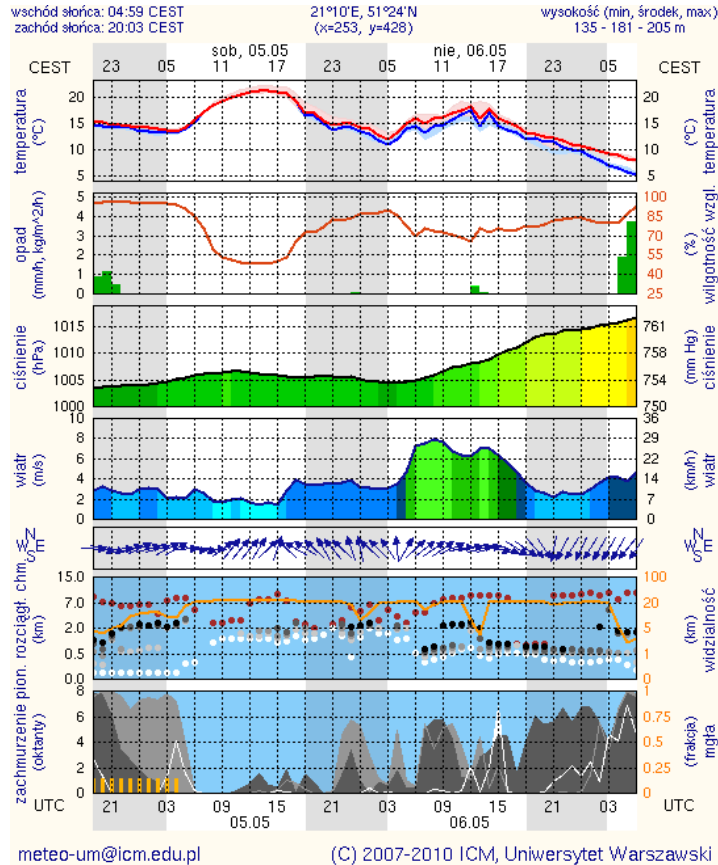 wschód słońca: 04:59 CEST 21°10'E, 51°24'N wysokość (min, środek, max)
zachód słońca: 20:03 CEST (x=253, y=428) 135 - 181 - 205 m
sob, 05.05 nie, 06.05
CEST 23 05 11 17 23 05 11 17 23 05 CEST
temperatura
(°C)
20
15
10
5
20
15
10
5
(°C)
temperatura
opad
(mm/h, kg/m^2/h)
5
4
3
2
1
0
100
85
70
55
40
25
(%)
wilgotność wzgl.
ciśnienie
(hPa)
1015
1010
1005
1000
761
758
754
750
(mm Hg)
ciśnienie
wiatr
(m/s)
10
8
6
4
2
0
36
29
22
14
7
0
(km/h)
wiatr
N
W E
S
N
W E
S
pion. rozciągł. chm.
(km)
15.0
7.0
2.0
0.5
0.0
100
20
5
1
0
(km)
widzialność
zachmurzenie
(oktanty)
8
6
4
2
0
1
0.75
0.5
0.25
0
(frakcja)
mgła
UTC 21 03 09 15 21 03 09 15 21 03 UTC
05.05 06.05
meteo-um@icm.edu.pl (C) 2007-2010 ICM, Uniwersytet Warszawski